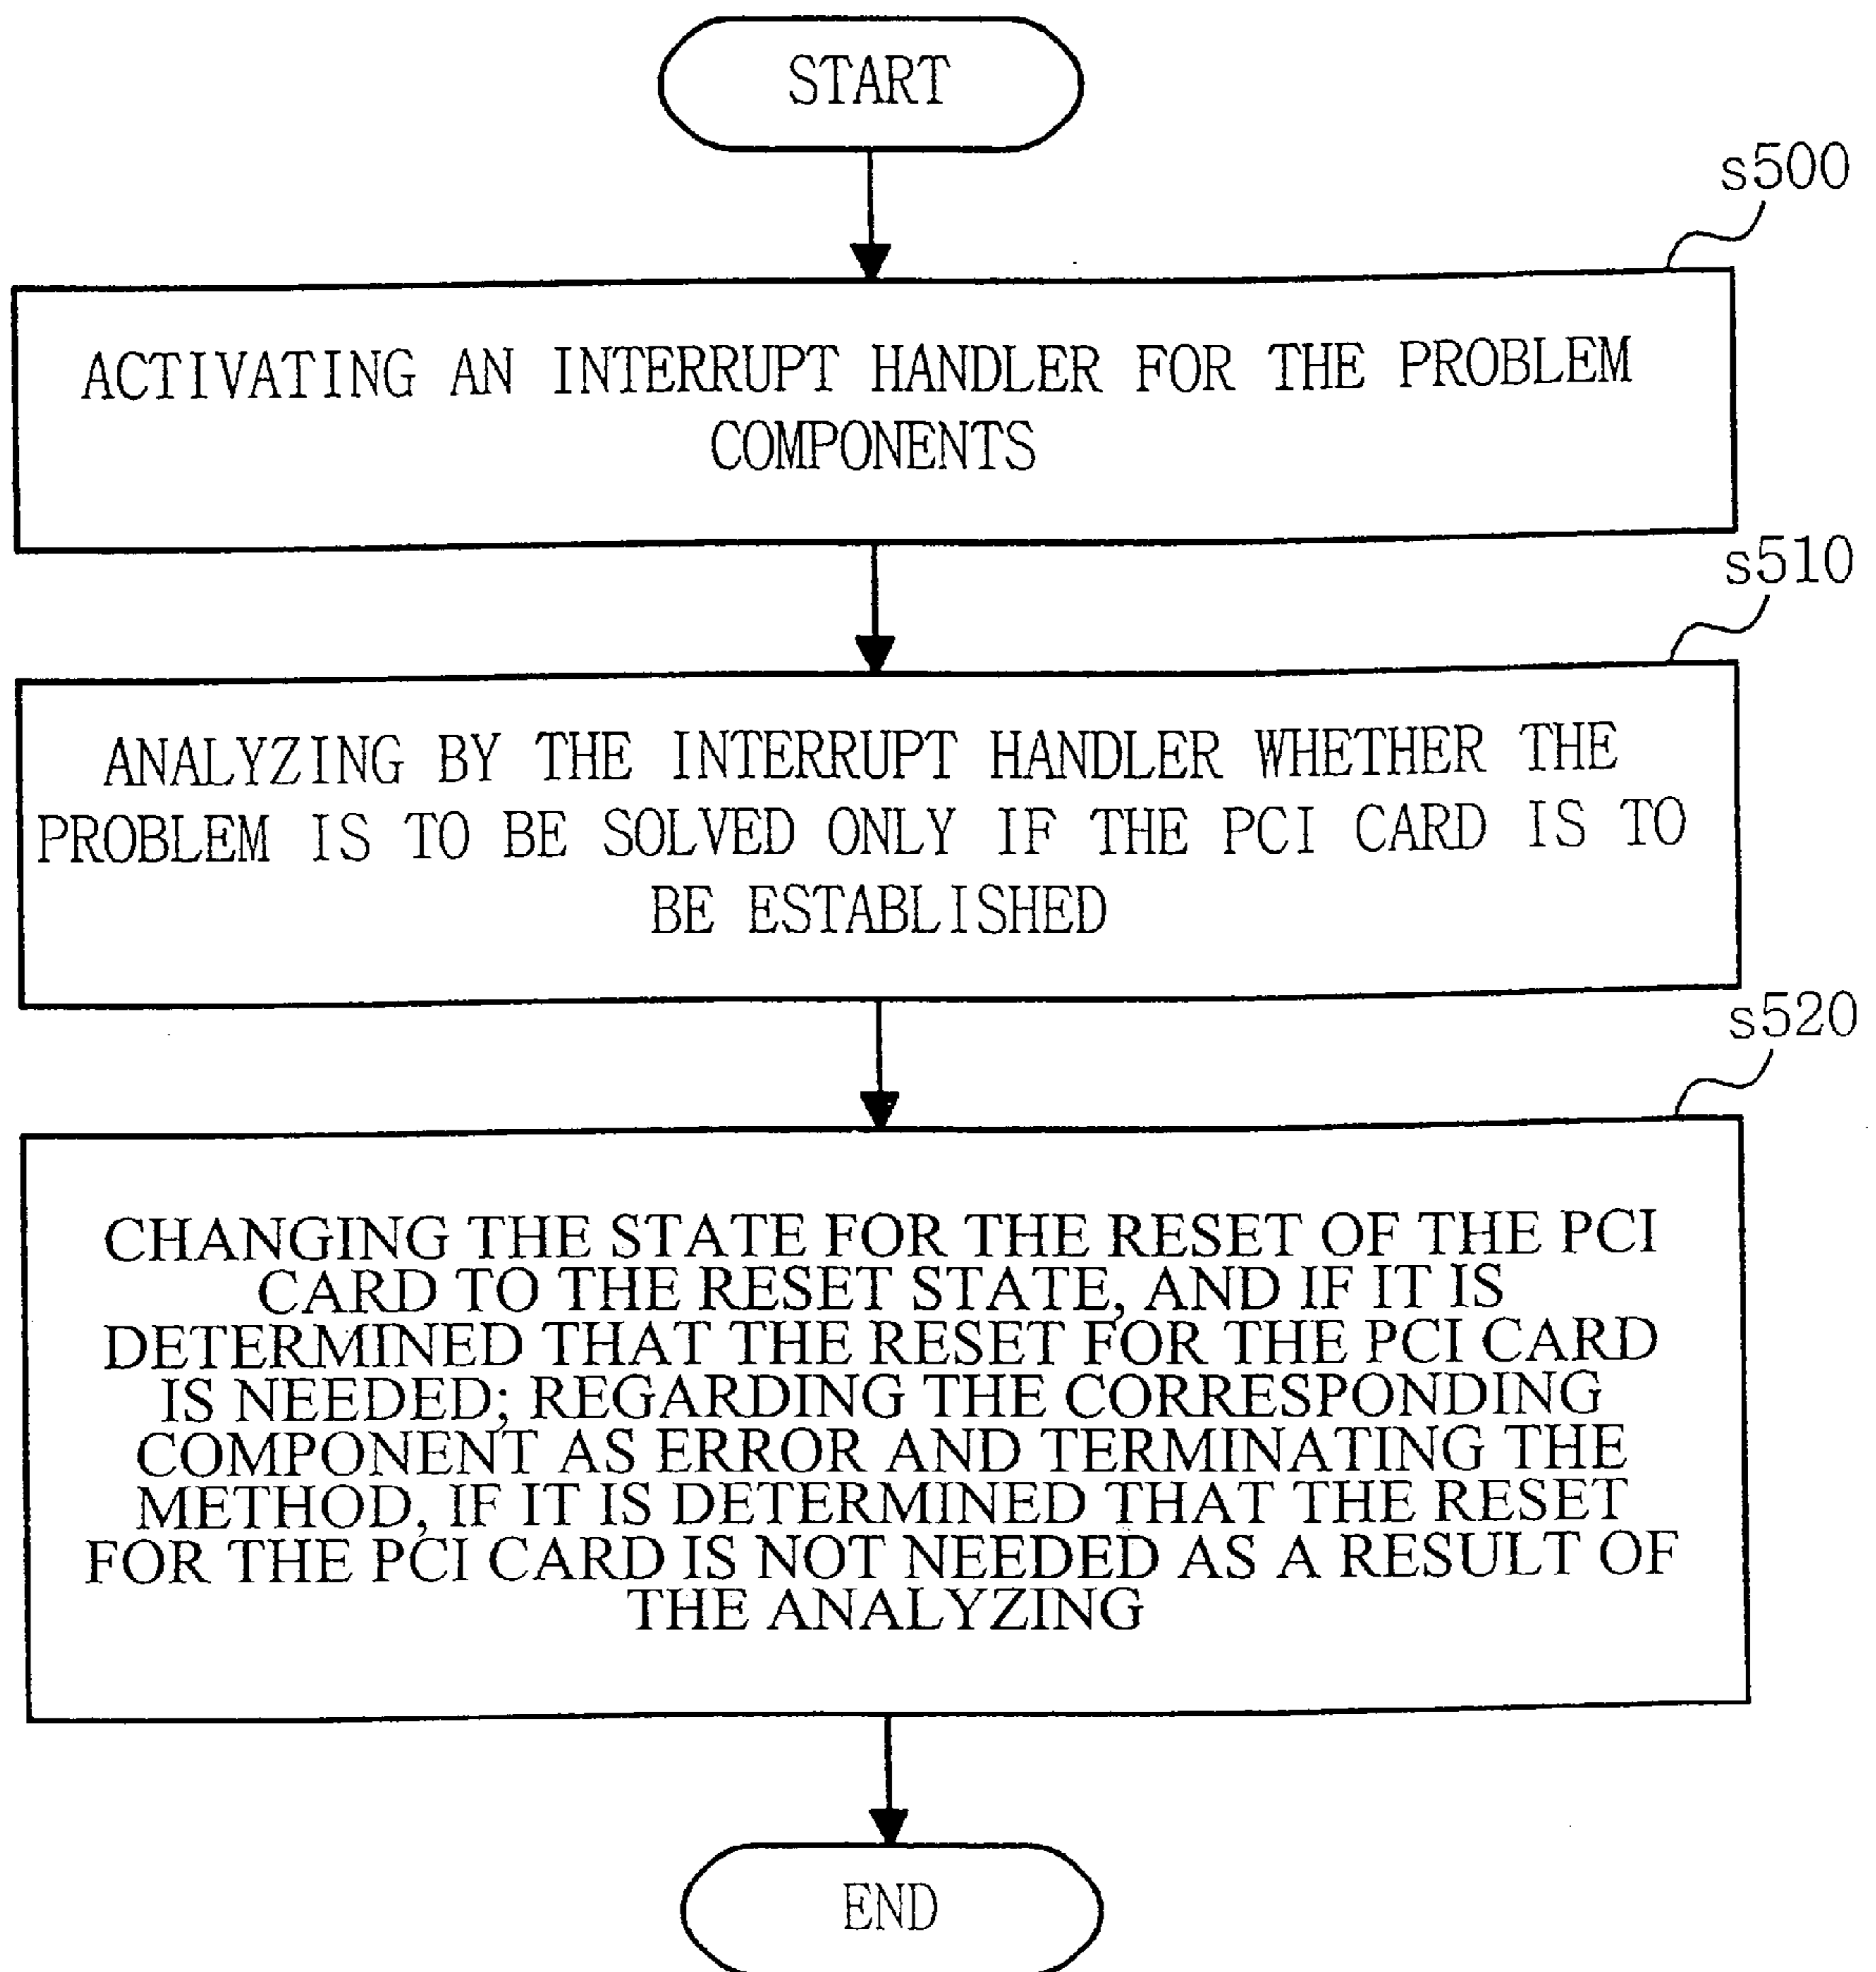 START
s500
ACTIVATING AN INTERRUPT HANDLER FOR THE PROBLEM
COMPONENTS
s510
ANALYZING BY THE INTERRUPT HANDLER WHETHER THE
PROBLEM IS TO BE SOLVED ONLY IF THE PCI CARD IS TO
BE ESTABLISHED
s520
CHANGING THE STATE FOR THE RESET OF THE PCI
CARD TO THE RESET STATE, AND IF IT IS
DETERMINED THAT THE RESET FOR THE PCI CARD
IS NEEDED; REGARDING THE CORRESPONDING
COMPONENT AS ERROR AND TERMINATING THE
METHOD, IF IT IS DETERMINED THAT THE RESET
FOR THE PCI CARD IS NOT NEEDED AS A RESULT OF
THE ANALYZING
END